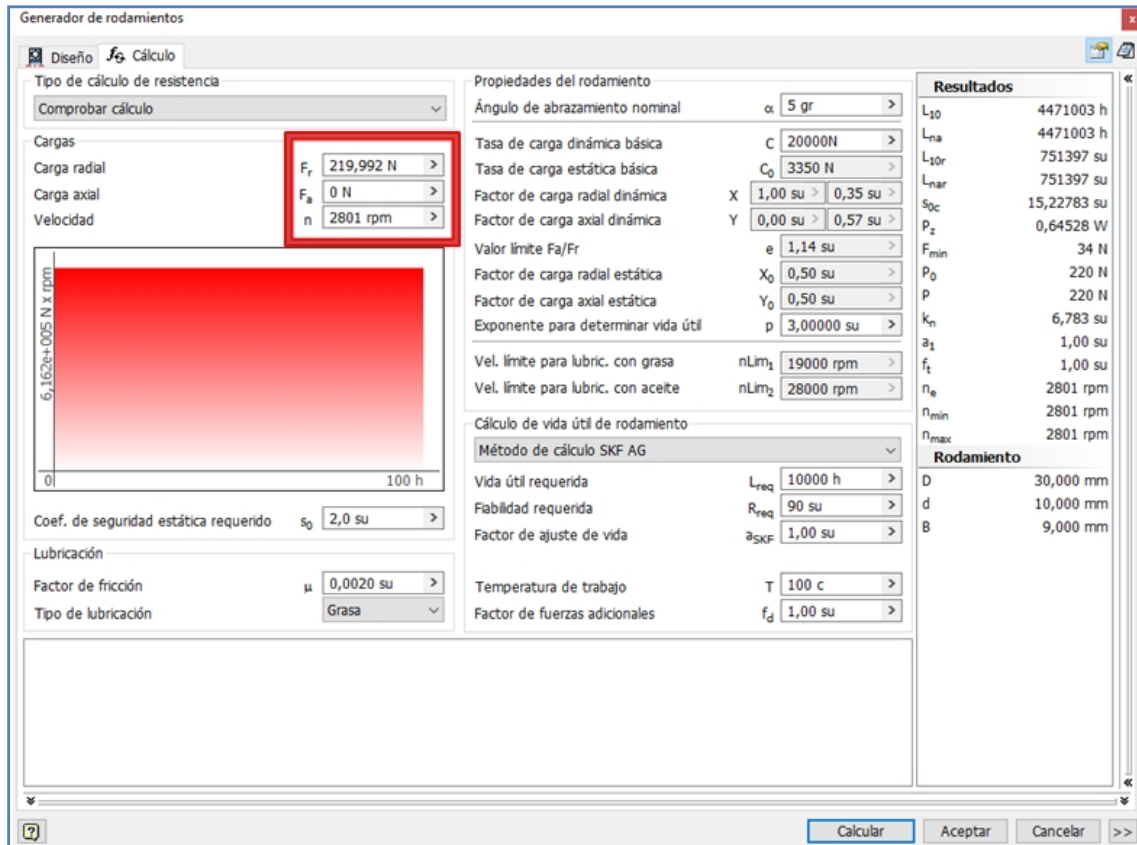 Generador de rodamientos
x
Diseño
Cálculo
Tipo de cálculo de resistencia
Comprobar cálculo
Cargas
Carga radial Fr 219,992 N >
Carga axial Fa 0 N >
Velocidad n 2801 rpm >
6,162e+005 N x rpm
0 100 h
Coef. de seguridad estática requerido s0 2,0 su >
Lubricación
Factor de fricción μ 0,0020 su >
Tipo de lubricación Grasa
Propiedades del rodamiento
Ángulo de abrazamiento nominal α 5 gr >
Tasa de carga dinámica básica C 20000N >
Tasa de carga estática básica C0 3350 N >
Factor de carga radial dinámica X 1,00 su > 0,35 su >
Factor de carga axial dinámica Y 0,00 su > 0,57 su >
Valor límite Fa/Fr e 1,14 su >
Factor de carga radial estática X0 0,50 su >
Factor de carga axial estática Y0 0,50 su >
Exponente para determinar vida útil p 3,00000 su >
Vel. límite para lubric. con grasa nLim1 19000 rpm >
Vel. límite para lubric. con aceite nLim2 28000 rpm >
Cálculo de vida útil de rodamiento
Método de cálculo SKF AG
Vida útil requerida Lreq 10000 h >
Fiabilidad requerida Rreq 90 su >
Factor de ajuste de vida aSKF 1,00 su >
Temperatura de trabajo T 100 c >
Factor de fuerzas adicionales fd 1,00 su >
Resultados
L10 4471003 h
Lna 4471003 h
L10r 751397 su
Lnar 751397 su
s0c 15,22783 su
Pz 0,64528 W
Fmin 34 N
P0 220 N
P 220 N
kn 6,783 su
a1 1,00 su
ft 1,00 su
ne 2801 rpm
nmin 2801 rpm
nmax 2801 rpm
Rodamiento
D 30,000 mm
d 10,000 mm
B 9,000 mm
?
Calcular Aceptar Cancelar >>